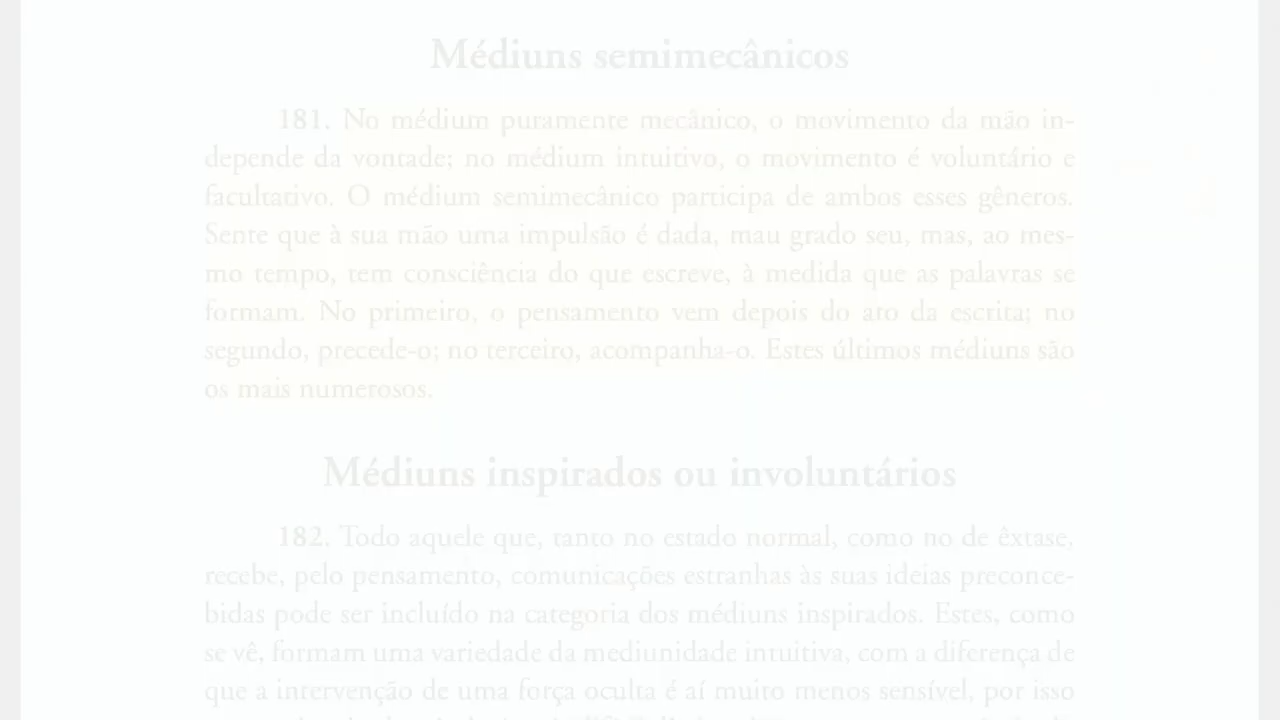 Médiuns semimecânicos
181. No médium puramente mecânico, o movimento da mão in-
depende da vontade; no médium intuitivo, o movimento é voluntário e
facultativo. O médium semimecânico participa de ambos esses gêneros.
Sente que à sua mão uma impulsão é dada, mau grado seu, mas, ao mes-
mo tempo, tem consciência do que escreve, à medida que as palavras se
formam. No primeiro, o pensamento vem depois do ato da escrita; no
segundo, precede-o; no terceiro, acompanha-o. Estes últimos médiuns são
os mais numerosos.
Médiuns inspirados ou involuntários
182. Todo aquele que, tanto no estado normal, como no de êxtase,
recebe, pelo pensamento, comunicações estranhas às suas ideias preconce-
bidas pode ser incluído na categoria dos médiuns inspirados. Estes, como
se vê, formam uma variedade da mediunidade intuitiva, com a diferença de
que a intervenção de uma força oculta é aí muito menos sensível, por isso